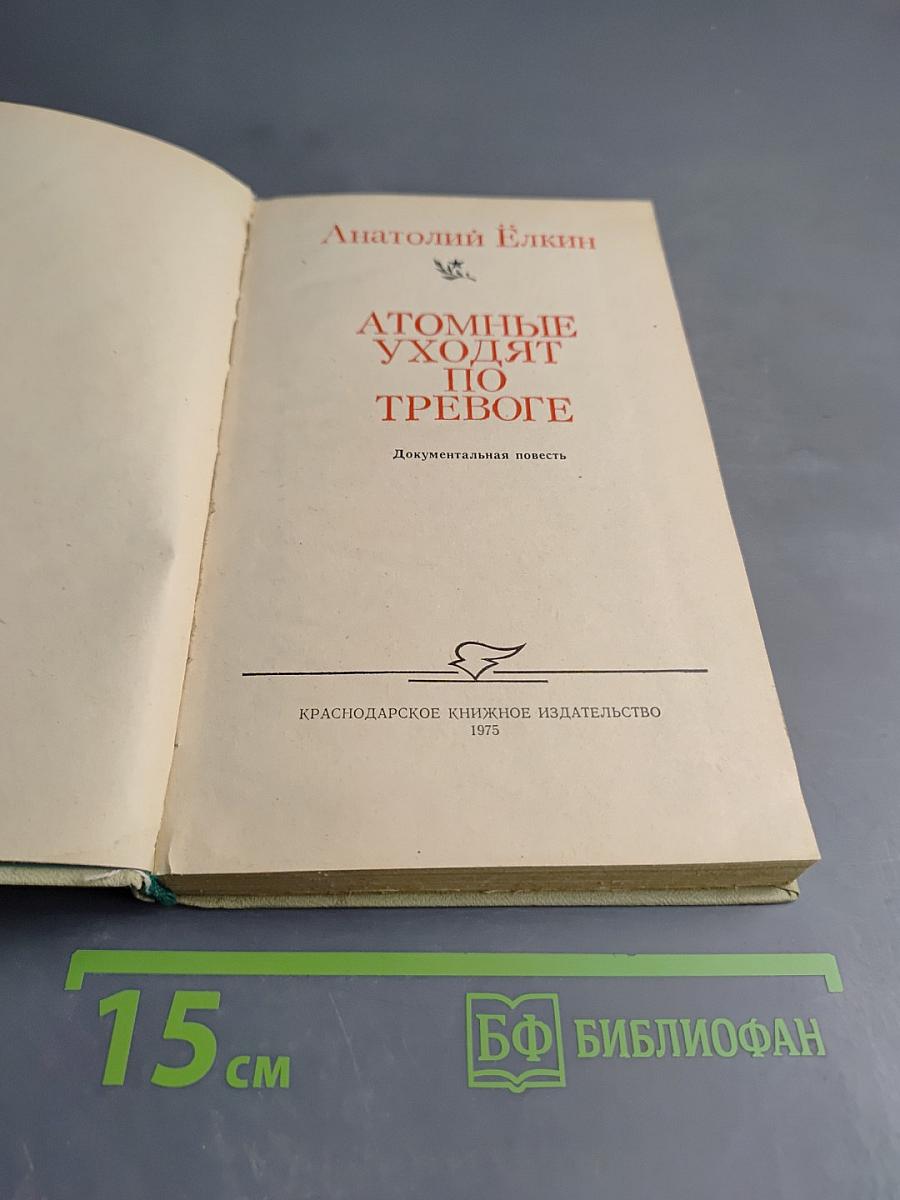 Анатолий Ёлкин
АТОМНЫЕ
УХОДЯТ
ПО
ТРЕВОГЕ
Документальная повесть
КРАСНОДАРСКОЕ КНИЖНОЕ ИЗДАТЕЛЬСТВО
1975
15 см
БФ БИБЛИОФАН